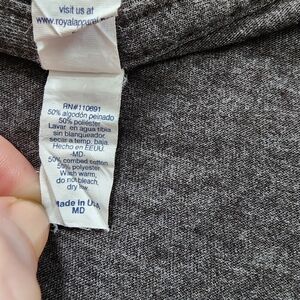 visit us at
www.royalapparel.
RN#110691
50% algodón peinado
50% poliéster
Lavar en agua tibia
sin blanqueador,
secar a temp. baja.
Hecho en EEUU.
-MD-
50% combed cotton
50% polyester
Wash warm,
do not bleach,
dry low.
Made in USA
MD